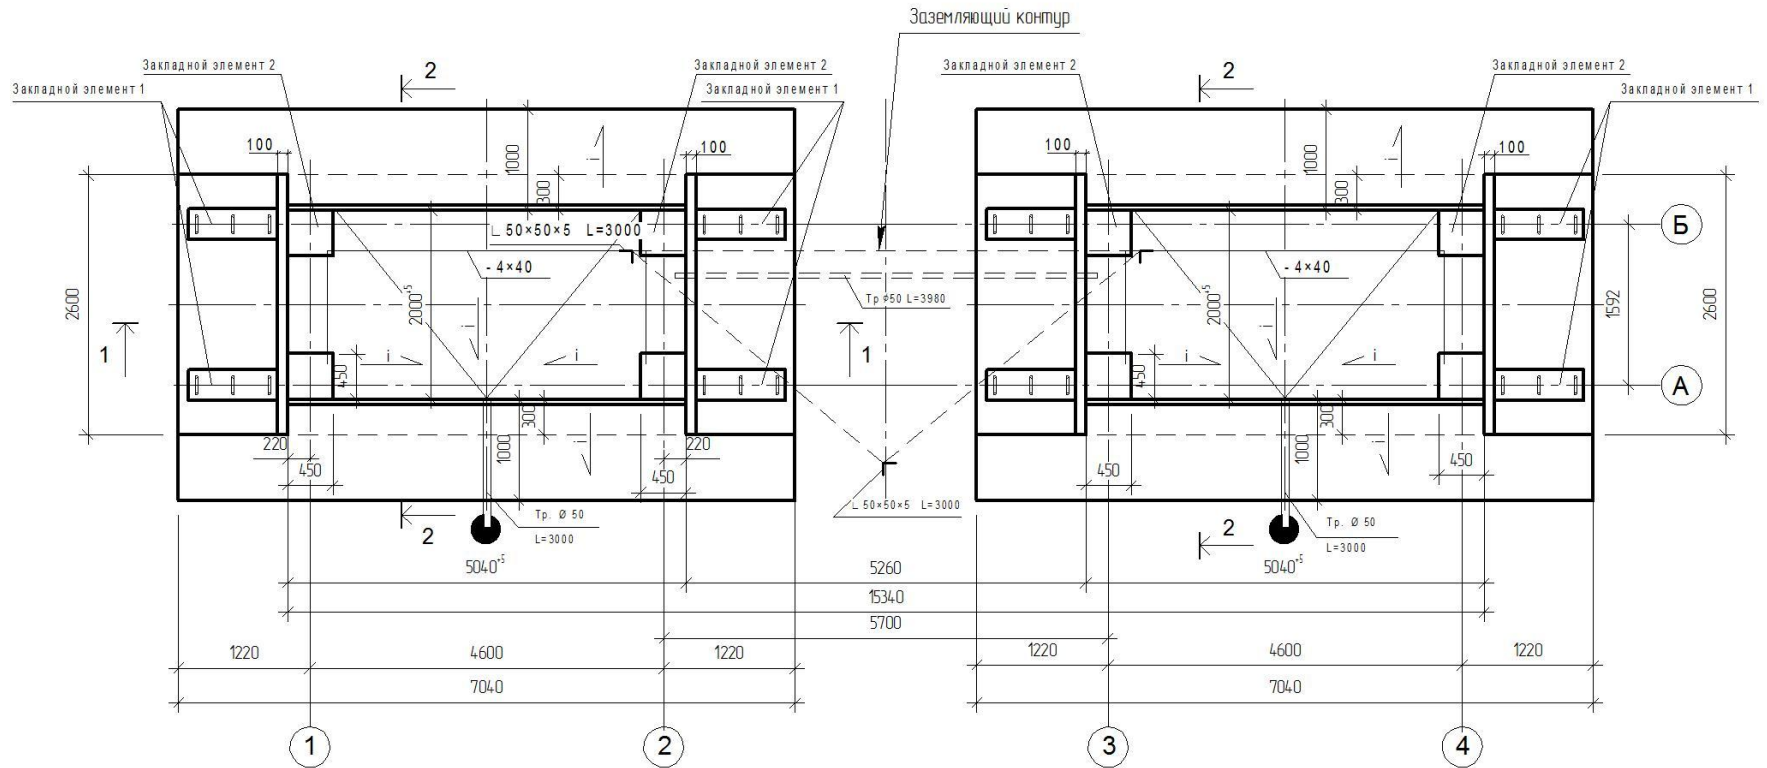 Заземляющий контур
Закладной элемент 2
2
Закладной элемент 2
Закладной элемент 2
2
Закладной элемент 2
Закладной элемент 1
Закладной элемент 1
Закладной элемент 1
100
1000
i
100
100
1000
i
100
300
300
∟ 50×50×5 L=3000
Б
- 4×40
- 4×40
Тр ⌀50 L=3980
2600
2000⁺⁵
2000⁺⁵
1592
2600
1
i
i
i
1
i
i
i
450
450
А
220
300
1000
i
220
300
1000
i
450
450
450
450
∟ 50×50×5 L=3000
2
Тр. Ø 50
L=3000
2
Тр. Ø 50
L=3000
5040⁺⁵
5260
5040⁺⁵
15340
5700
1220
4600
1220
1220
4600
1220
7040
7040
1
2
3
4